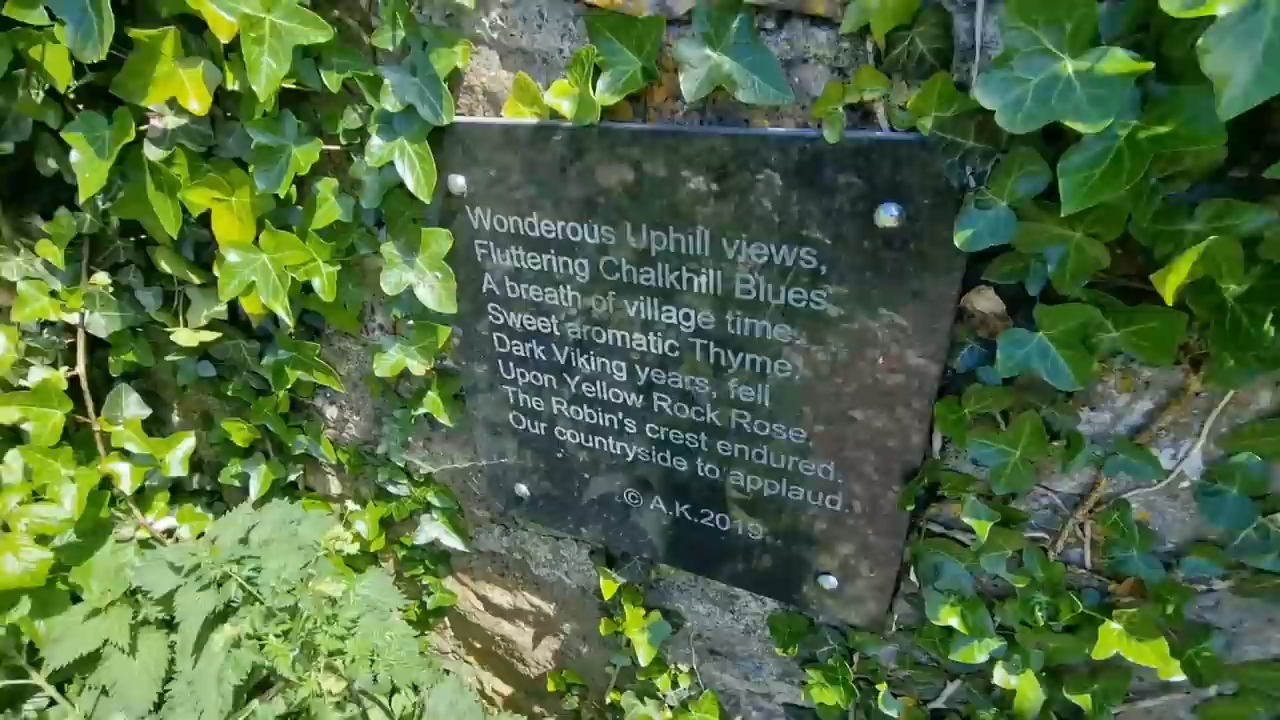 Wonderous Uphill views,
Fluttering Chalkhill Blues.
A breath of village time.
Sweet aromatic Thyme,
Dark Viking years, fell
Upon Yellow Rock Rose.
The Robin's crest endured.
Our countryside to applaud.
© A.K.2019